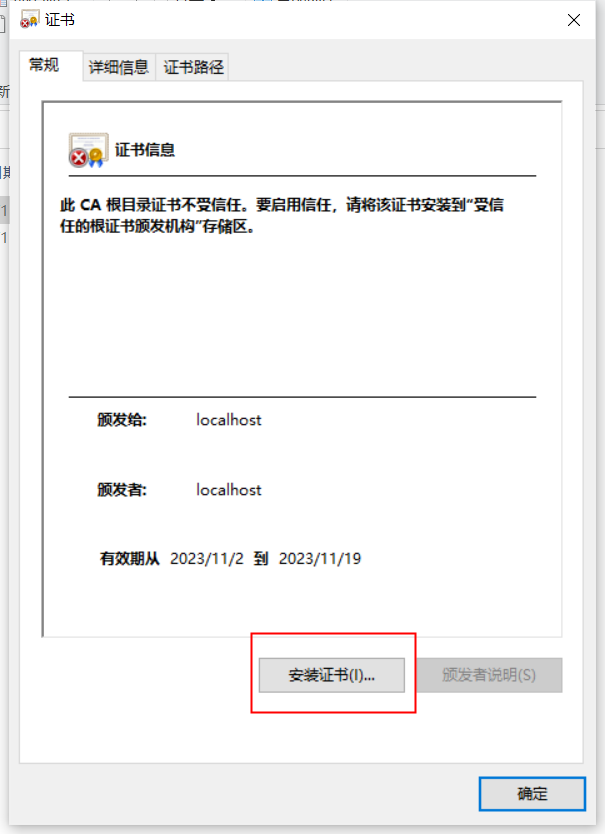 证书
常规
详细信息
证书路径
证书信息
此 CA 根目录证书不受信任。要启用信任，请将该证书安装到“受信
任的根证书颁发机构”存储区。
颁发给: localhost
颁发者: localhost
有效期从 2023/11/2 到 2023/11/19
安装证书(I)...
颁发者说明(S)
确定